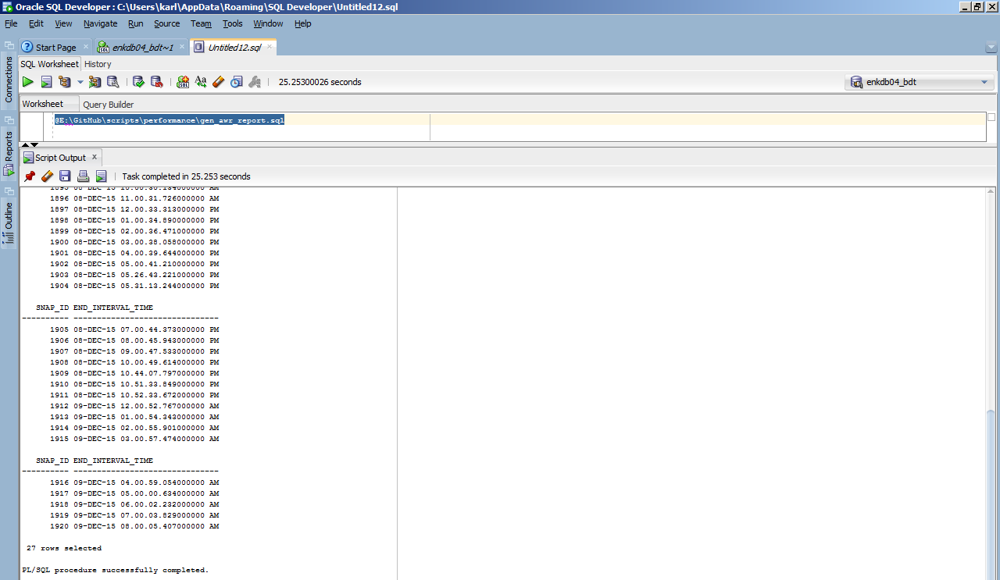 Oracle SQL Developer : C:\Users\karl\AppData\Roaming\SQL Developer\Untitled12.sql
File Edit View Navigate Run Source Team Tools Window Help
Start Page enkdb04_bdt~1 Untitled12.sql
Connections
Reports
Outline
SQL Worksheet History
25.25300026 seconds
enkdb04_bdt
Worksheet Query Builder
@E:\GitHub\scripts\performance\gen_awr_report.sql
Script Output x
Task completed in 25.253 seconds
1895 08-DEC-15 10.00.30.134000000 AM
1896 08-DEC-15 11.00.31.726000000 AM
1897 08-DEC-15 12.00.33.313000000 PM
1898 08-DEC-15 01.00.34.890000000 PM
1899 08-DEC-15 02.00.36.471000000 PM
1900 08-DEC-15 03.00.38.058000000 PM
1901 08-DEC-15 04.00.39.644000000 PM
1902 08-DEC-15 05.00.41.210000000 PM
1903 08-DEC-15 05.26.43.221000000 PM
1904 08-DEC-15 05.31.13.244000000 PM
SNAP_ID END_INTERVAL_TIME
---------- -------------------------------
1905 08-DEC-15 07.00.44.373000000 PM
1906 08-DEC-15 08.00.45.943000000 PM
1907 08-DEC-15 09.00.47.533000000 PM
1908 08-DEC-15 10.00.49.614000000 PM
1909 08-DEC-15 10.44.07.797000000 PM
1910 08-DEC-15 10.51.33.849000000 PM
1911 08-DEC-15 10.52.33.672000000 PM
1912 09-DEC-15 12.00.52.767000000 AM
1913 09-DEC-15 01.00.54.343000000 AM
1914 09-DEC-15 02.00.55.901000000 AM
1915 09-DEC-15 03.00.57.474000000 AM
SNAP_ID END_INTERVAL_TIME
---------- -------------------------------
1916 09-DEC-15 04.00.59.054000000 AM
1917 09-DEC-15 05.00.00.634000000 AM
1918 09-DEC-15 06.00.02.232000000 AM
1919 09-DEC-15 07.00.03.829000000 AM
1920 09-DEC-15 08.00.05.407000000 AM
27 rows selected
PL/SQL procedure successfully completed.